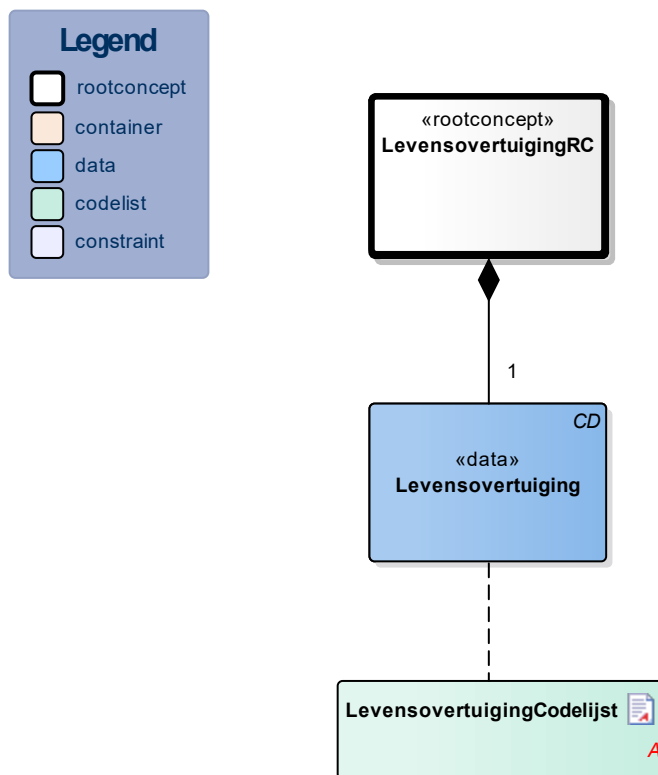 Legend
rootconcept
container
data
codelist
constraint
«rootconcept»
LevensovertuigingRC
1
CD
«data»
Levensovertuiging
LevensovertuigingCodelijst
A